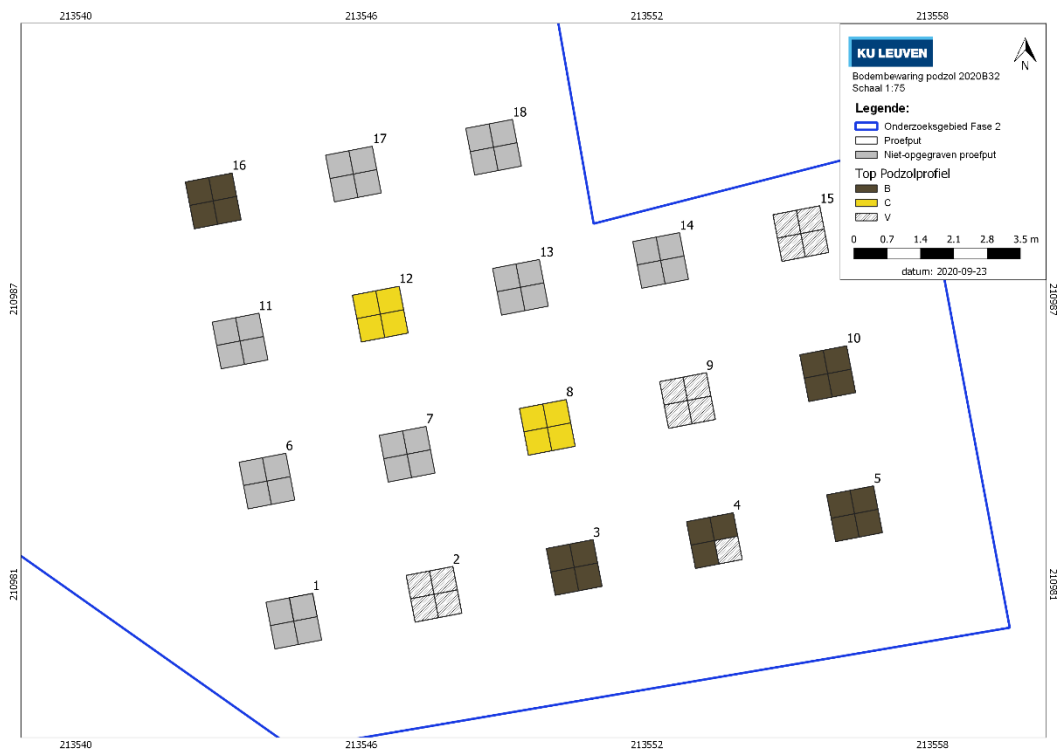 213540
213546
213552
213558
KU LEUVEN
N
Bodembewaring podzol 2020B32
Schaal 1:75
Legende:
Onderzoeksgebied Fase 2
Proefput
Niet-opgegraven proefput
Top Podzolprofiel
B
C
V
0 0.7 1.4 2.1 2.8 3.5 m
datum: 2020-09-23
18
17
16
15
14
13
12
11
10
9
8
7
6
5
4
3
2
1
210987
210987
210981
210981
213540
213546
213552
213558